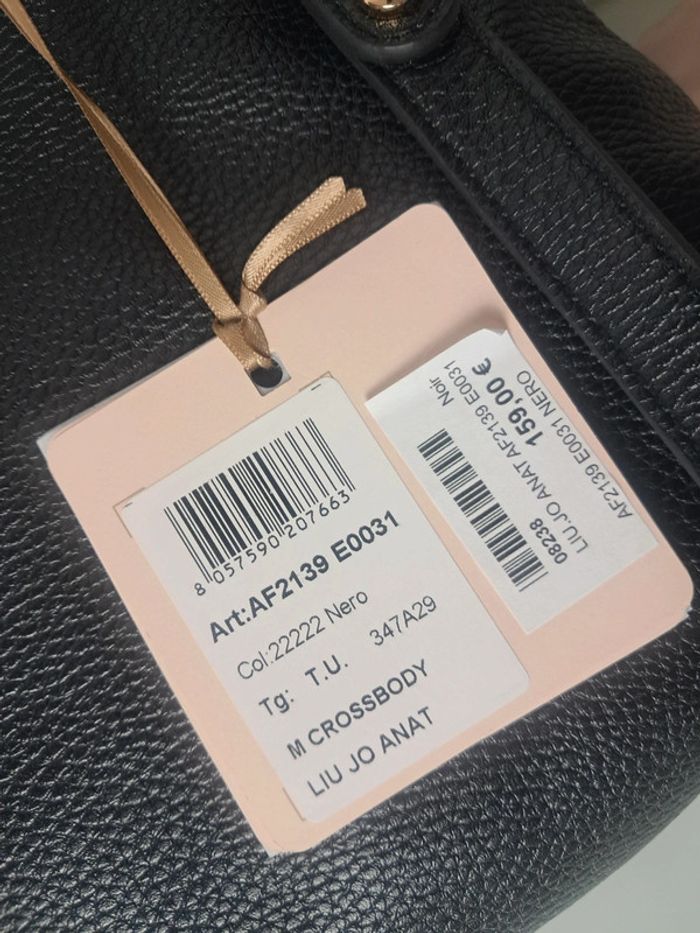 8 057590 207663
Art:AF2139 E0031
Col:22222 Nero
Tg: T.U. 347A29
M CROSSBODY
LIU JO ANAT
Noir
159,00 €
08238
LIU.JO ANAT AF2139 E0031
AF2139 E0031 NERO